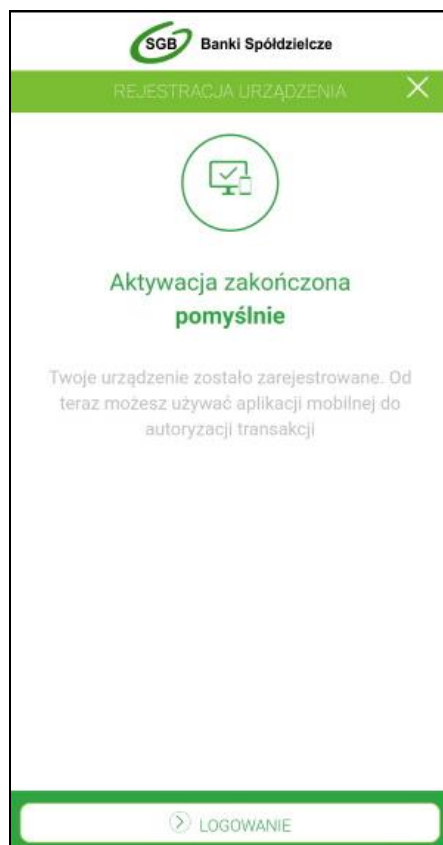 SGB Banki Spółdzielcze
REJESTRACJA URZĄDZENIA
Aktywacja zakończona
pomyślnie
Twoje urządzenie zostało zarejestrowane. Od
teraz możesz używać aplikacji mobilnej do
autoryzacji transakcji
LOGOWANIE